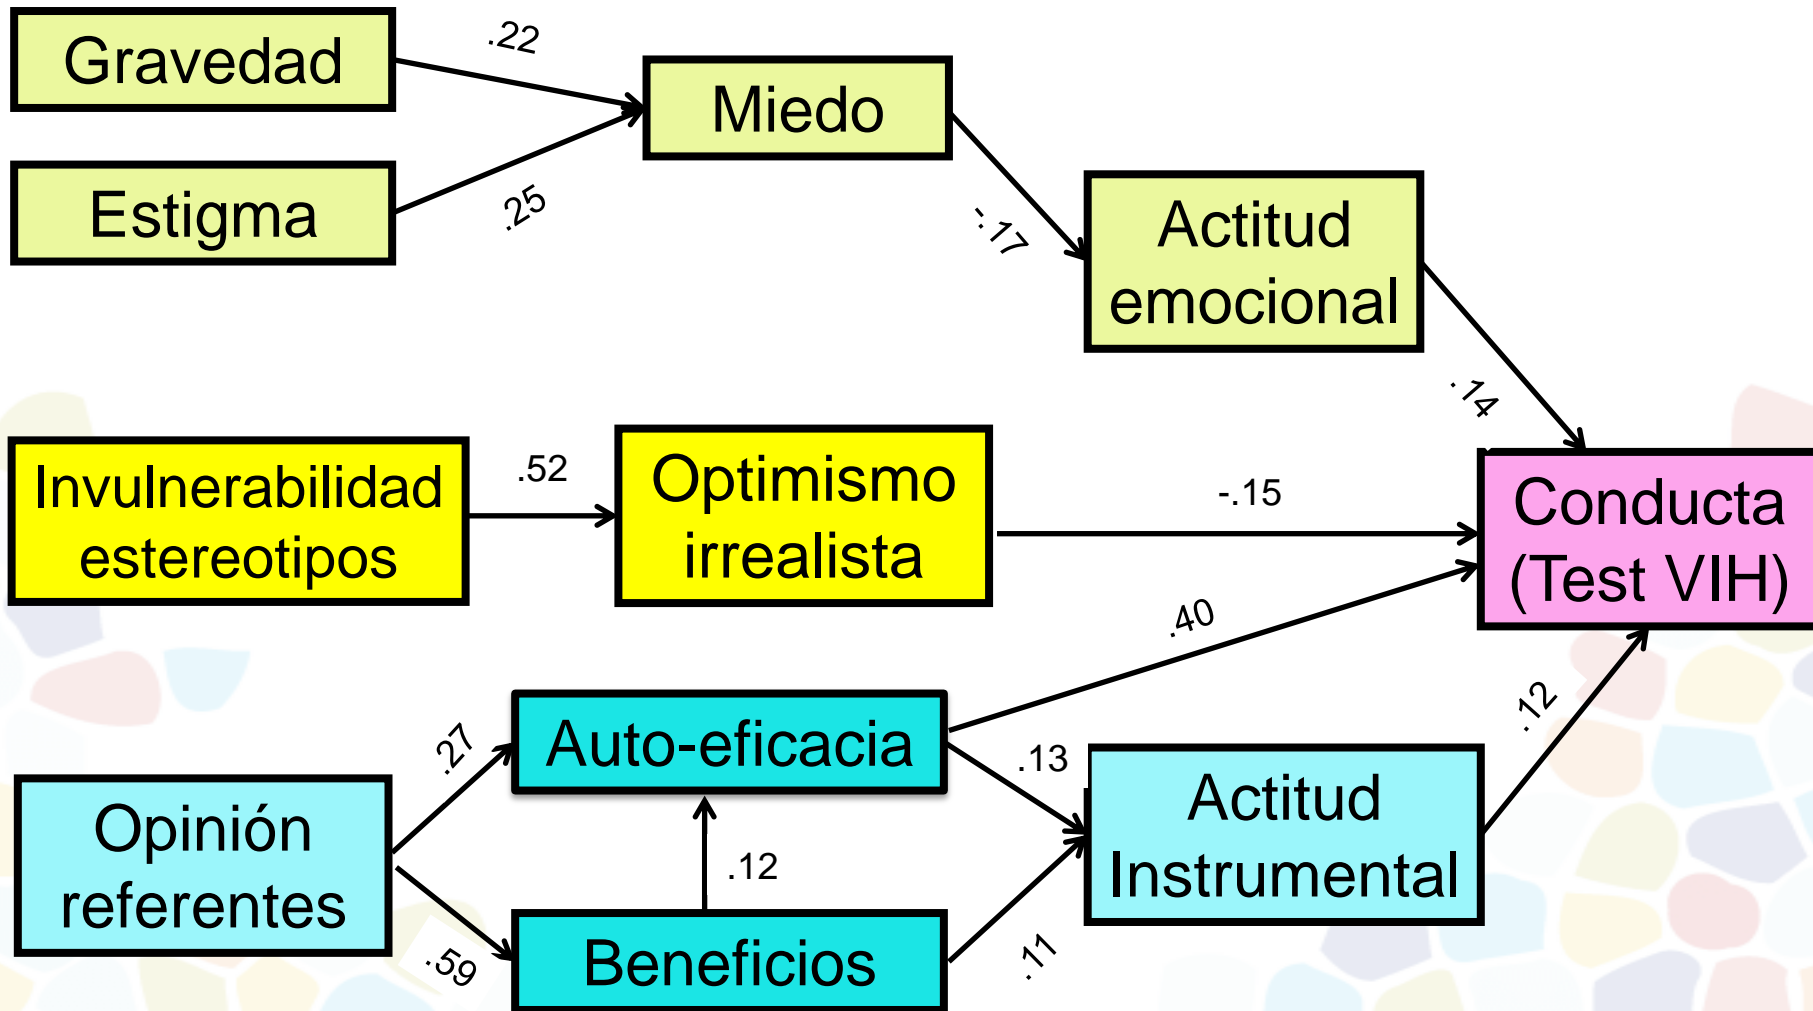 Gravedad
.22
Miedo
Estigma
.25
-.17
Actitud
emocional
.14
Invulnerabilidad
estereotipos
.52
Optimismo
irrealista
-.15
Conducta
(Test VIH)
.40
Auto-eficacia
.27
.13
.12
Opinión
referentes
.12
Actitud
Instrumental
.59
Beneficios
.11